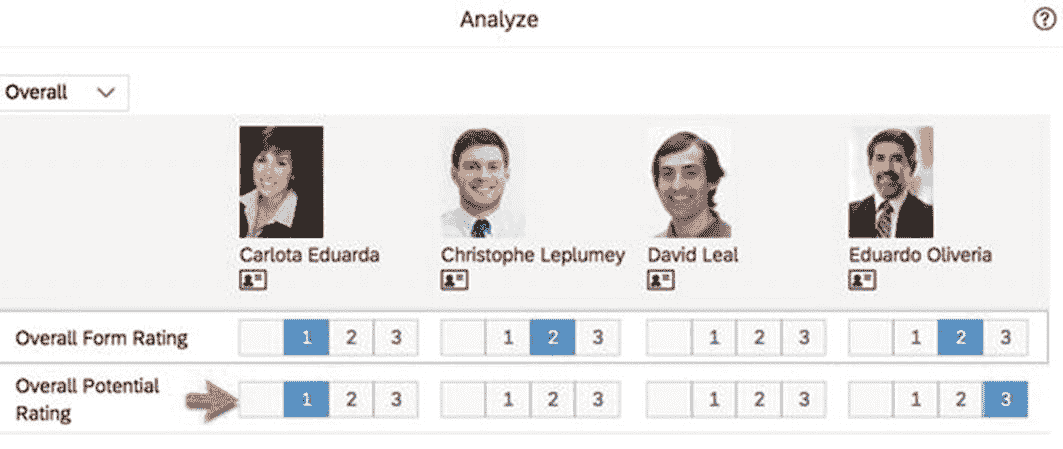 Analyze
?
Overall
Carlota Eduarda
Christophe Leplumey
David Leal
Eduardo Oliveria
Overall Form Rating 1 2 3 1 2 3 1 2 3 1 2 3
Overall Potential
Rating 1 2 3 1 2 3 1 2 3 1 2 3